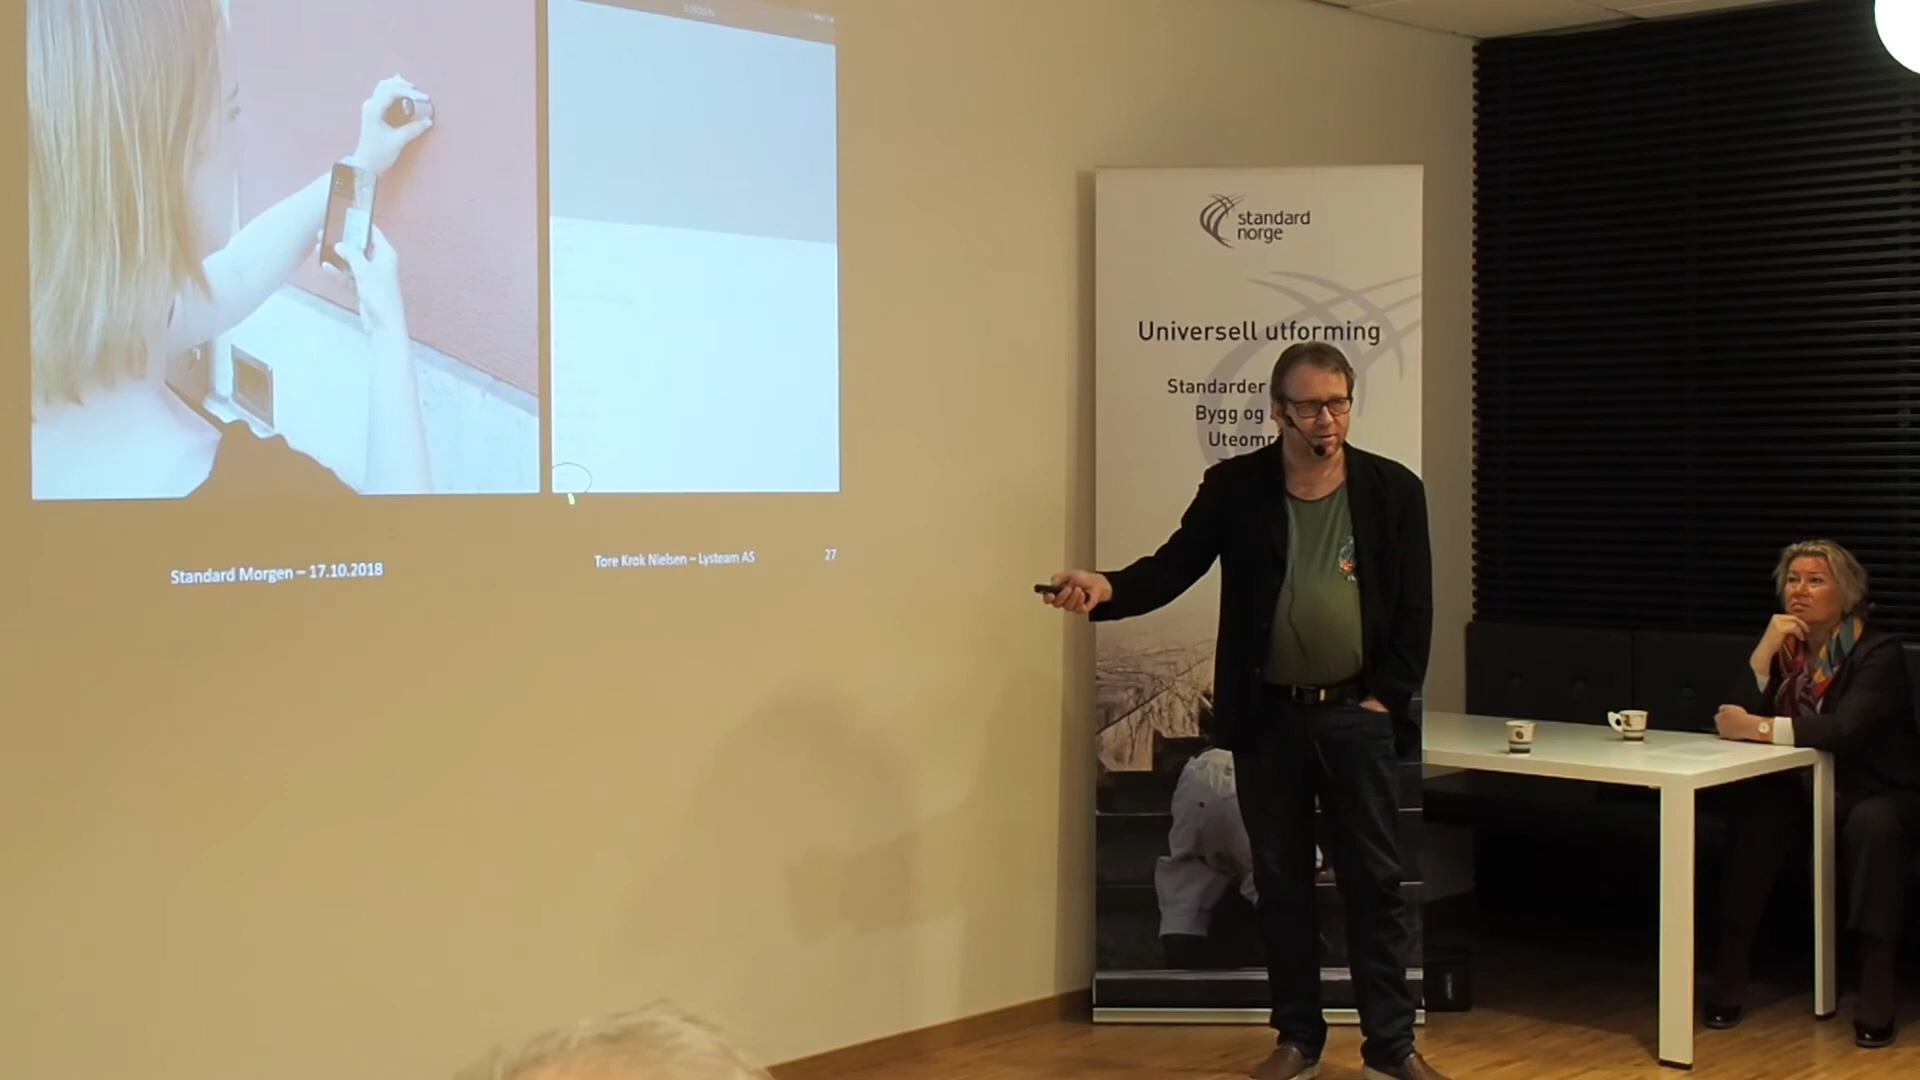 standard
norge
Universell utforming
Standarder
Bygg og
Uteomr
Standard Morgen – 17.10.2018
Tore Krok Nielsen – Lysteam AS
27